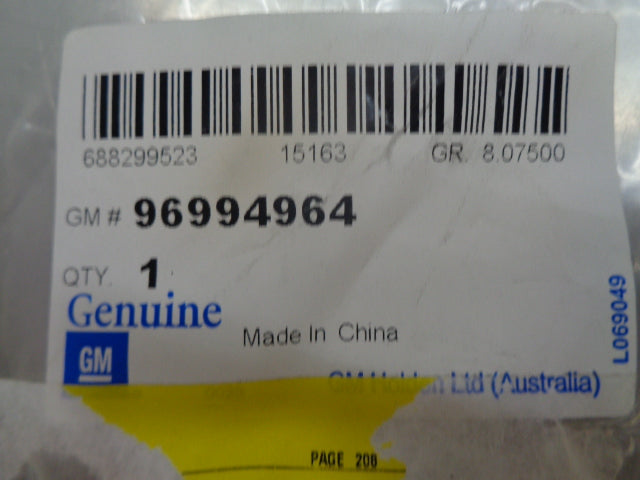 688299523 15163 GR. 8.07500
GM # 96994964
QTY. 1
Genuine
GM
Made In China
L069049
GM Holden Ltd (Australia)
PAGE 208